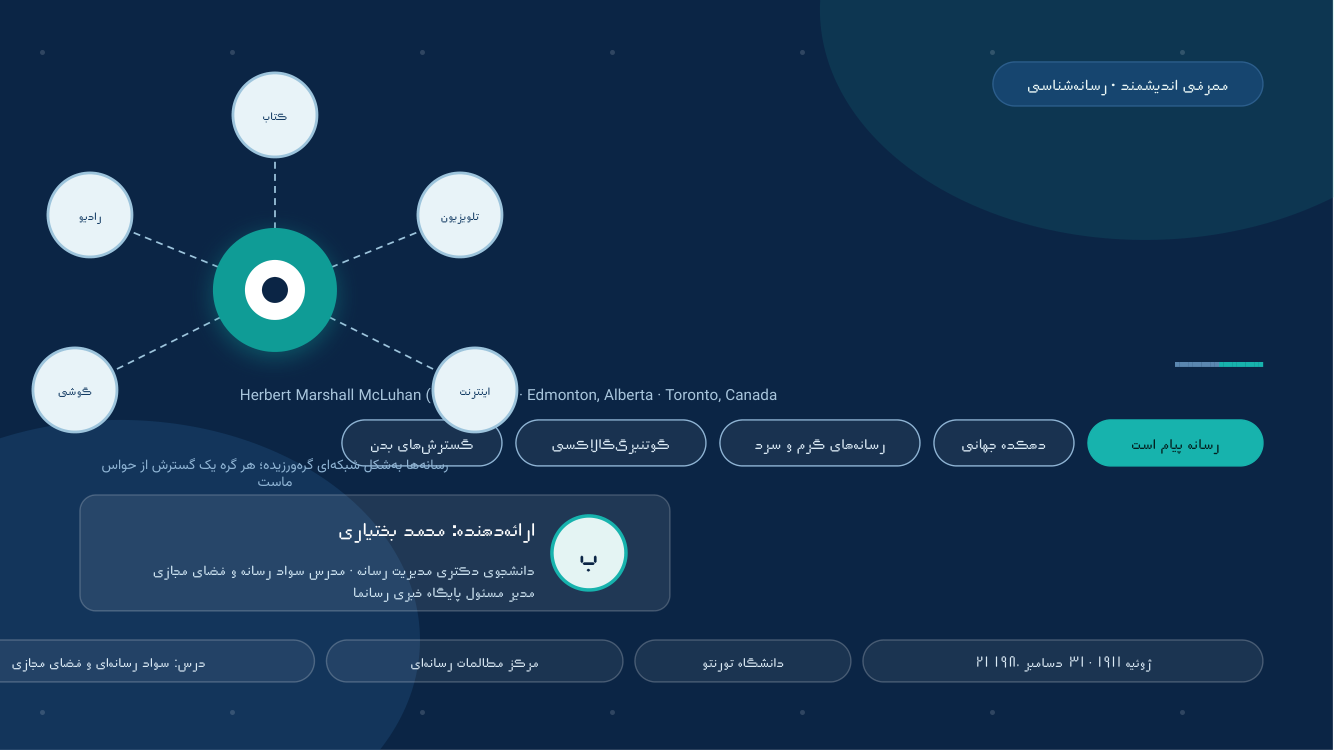 معرفی اندیشمند · رسانه‌شناسی
کتاب
تلویزیون
رادیو
اینترنت
گوشی
Herbert Marshall McLuhan ( · Edmonton, Alberta · Toronto, Canada
رسانه پیام است
دهکده جهانی
رسانه‌های گرم و سرد
گوتنبرگ‌گالاکسی
گسترش‌های بدن
رسانه‌ها به‌شکل شبکه‌ای گره‌ورزیده؛ هر گره یک گسترش از حواس
ماست
ارائه‌دهنده: محمد بختیاری
ب
دانشجوی دکتری مدیریت رسانه · مدرس سواد رسانه و فضای مجازی
مدیر مسئول پایگاه خبری رسانما
۲۱ ژوئیه ۱۹۱۱ · ۳۱ دسامبر ۱۹۸۰
دانشگاه تورنتو
مرکز مطالعات رسانه‌ای
درس: سواد رسانه‌ای و فضای مجازی